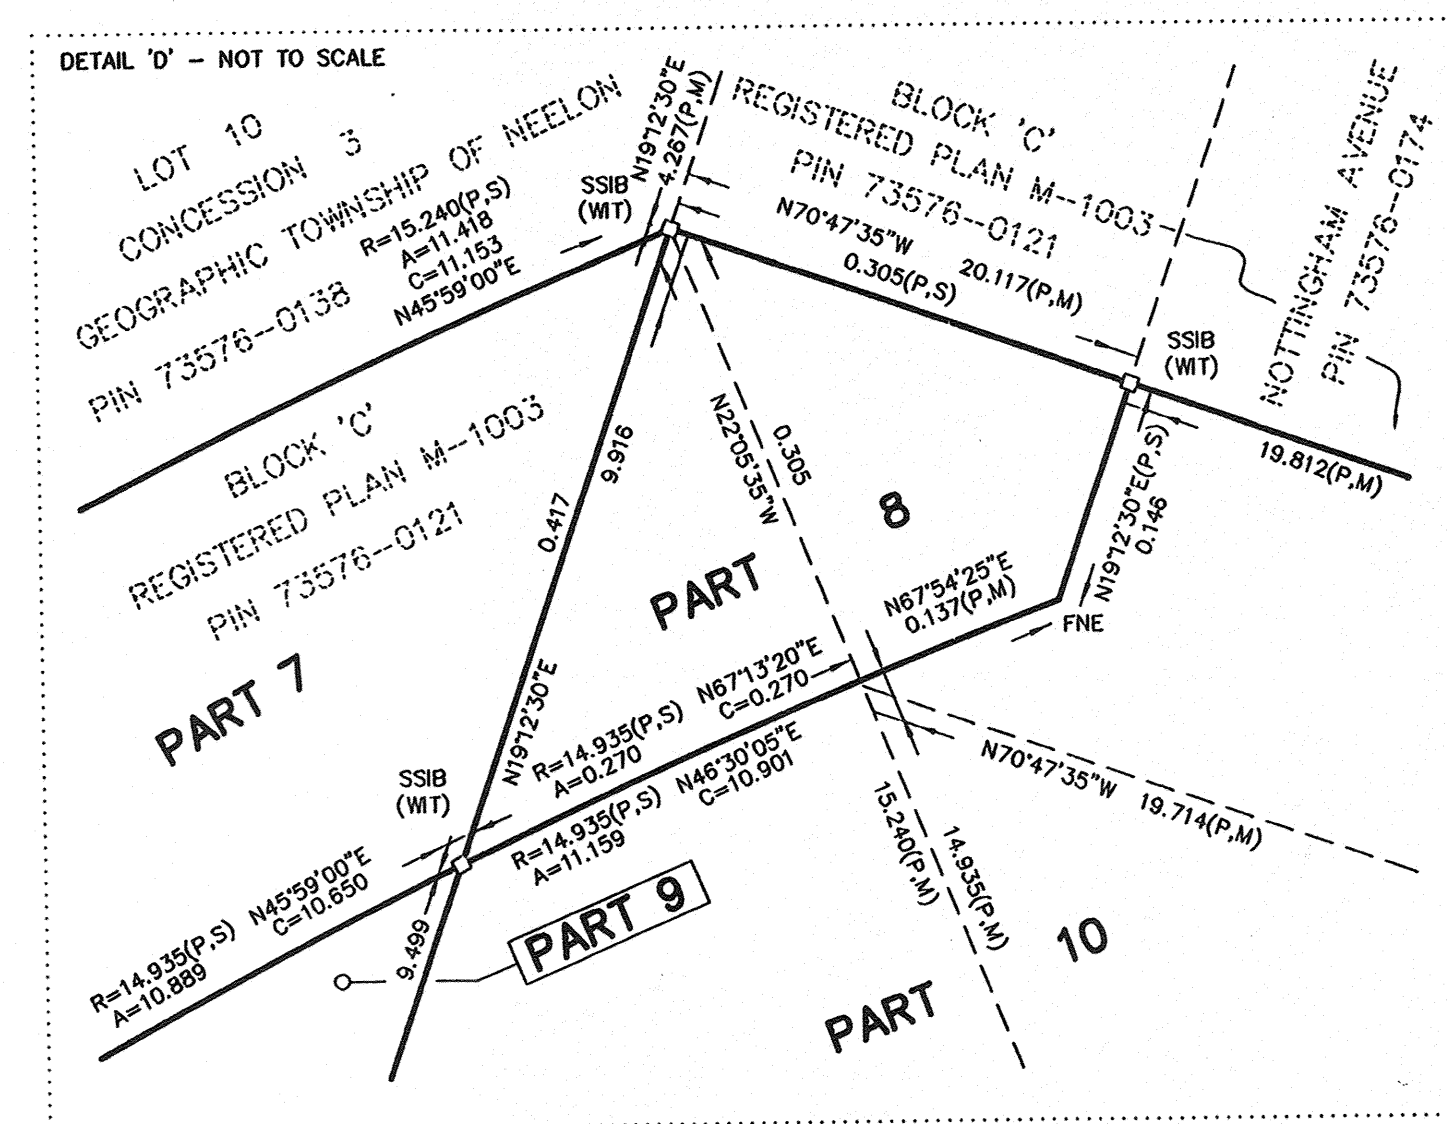 DETAIL 'D' – NOT TO SCALE
LOT 10
CONCESSION 3
GEOGRAPHIC TOWNSHIP OF NEELON
PIN 73576--0138
R=15.240(P,S)
A=11.418
C=11.153
N45°59'00"E
SSIB
(WIT)
N19°12'30"E
4.267(P,M)
BLOCK 'C'
REGISTERED PLAN M--1003
PIN 73576--0121
N70°47'35"W 20.117(P,M)
0.305(P,S)
NOTTINGHAM AVENUE
PIN 73576--0174
SSIB
(WIT)
19.812(P,M)
N19°12'30"E(P,S)
0.146
BLOCK 'C'
REGISTERED PLAN M--1003
PIN 73576--0121
PART 7
9.916
0.417
N19°12'30"E
0.305
N22°05'35"W
PART 8
N67°54'25"E
0.137(P,M)
FNE
R=14.935(P,S) N67°13'20"E
A=0.270 C=0.270
R=14.935(P,S) N46°30'05"E
A=11.159 C=10.901
N70°47'35"W 19.714(P,M)
SSIB
(WIT)
R=14.935(P,S) N45°59'00"E
A=10.889 C=10.650
9.499
PART 9
15.240(P,M)
14.935(P,M)
PART 10